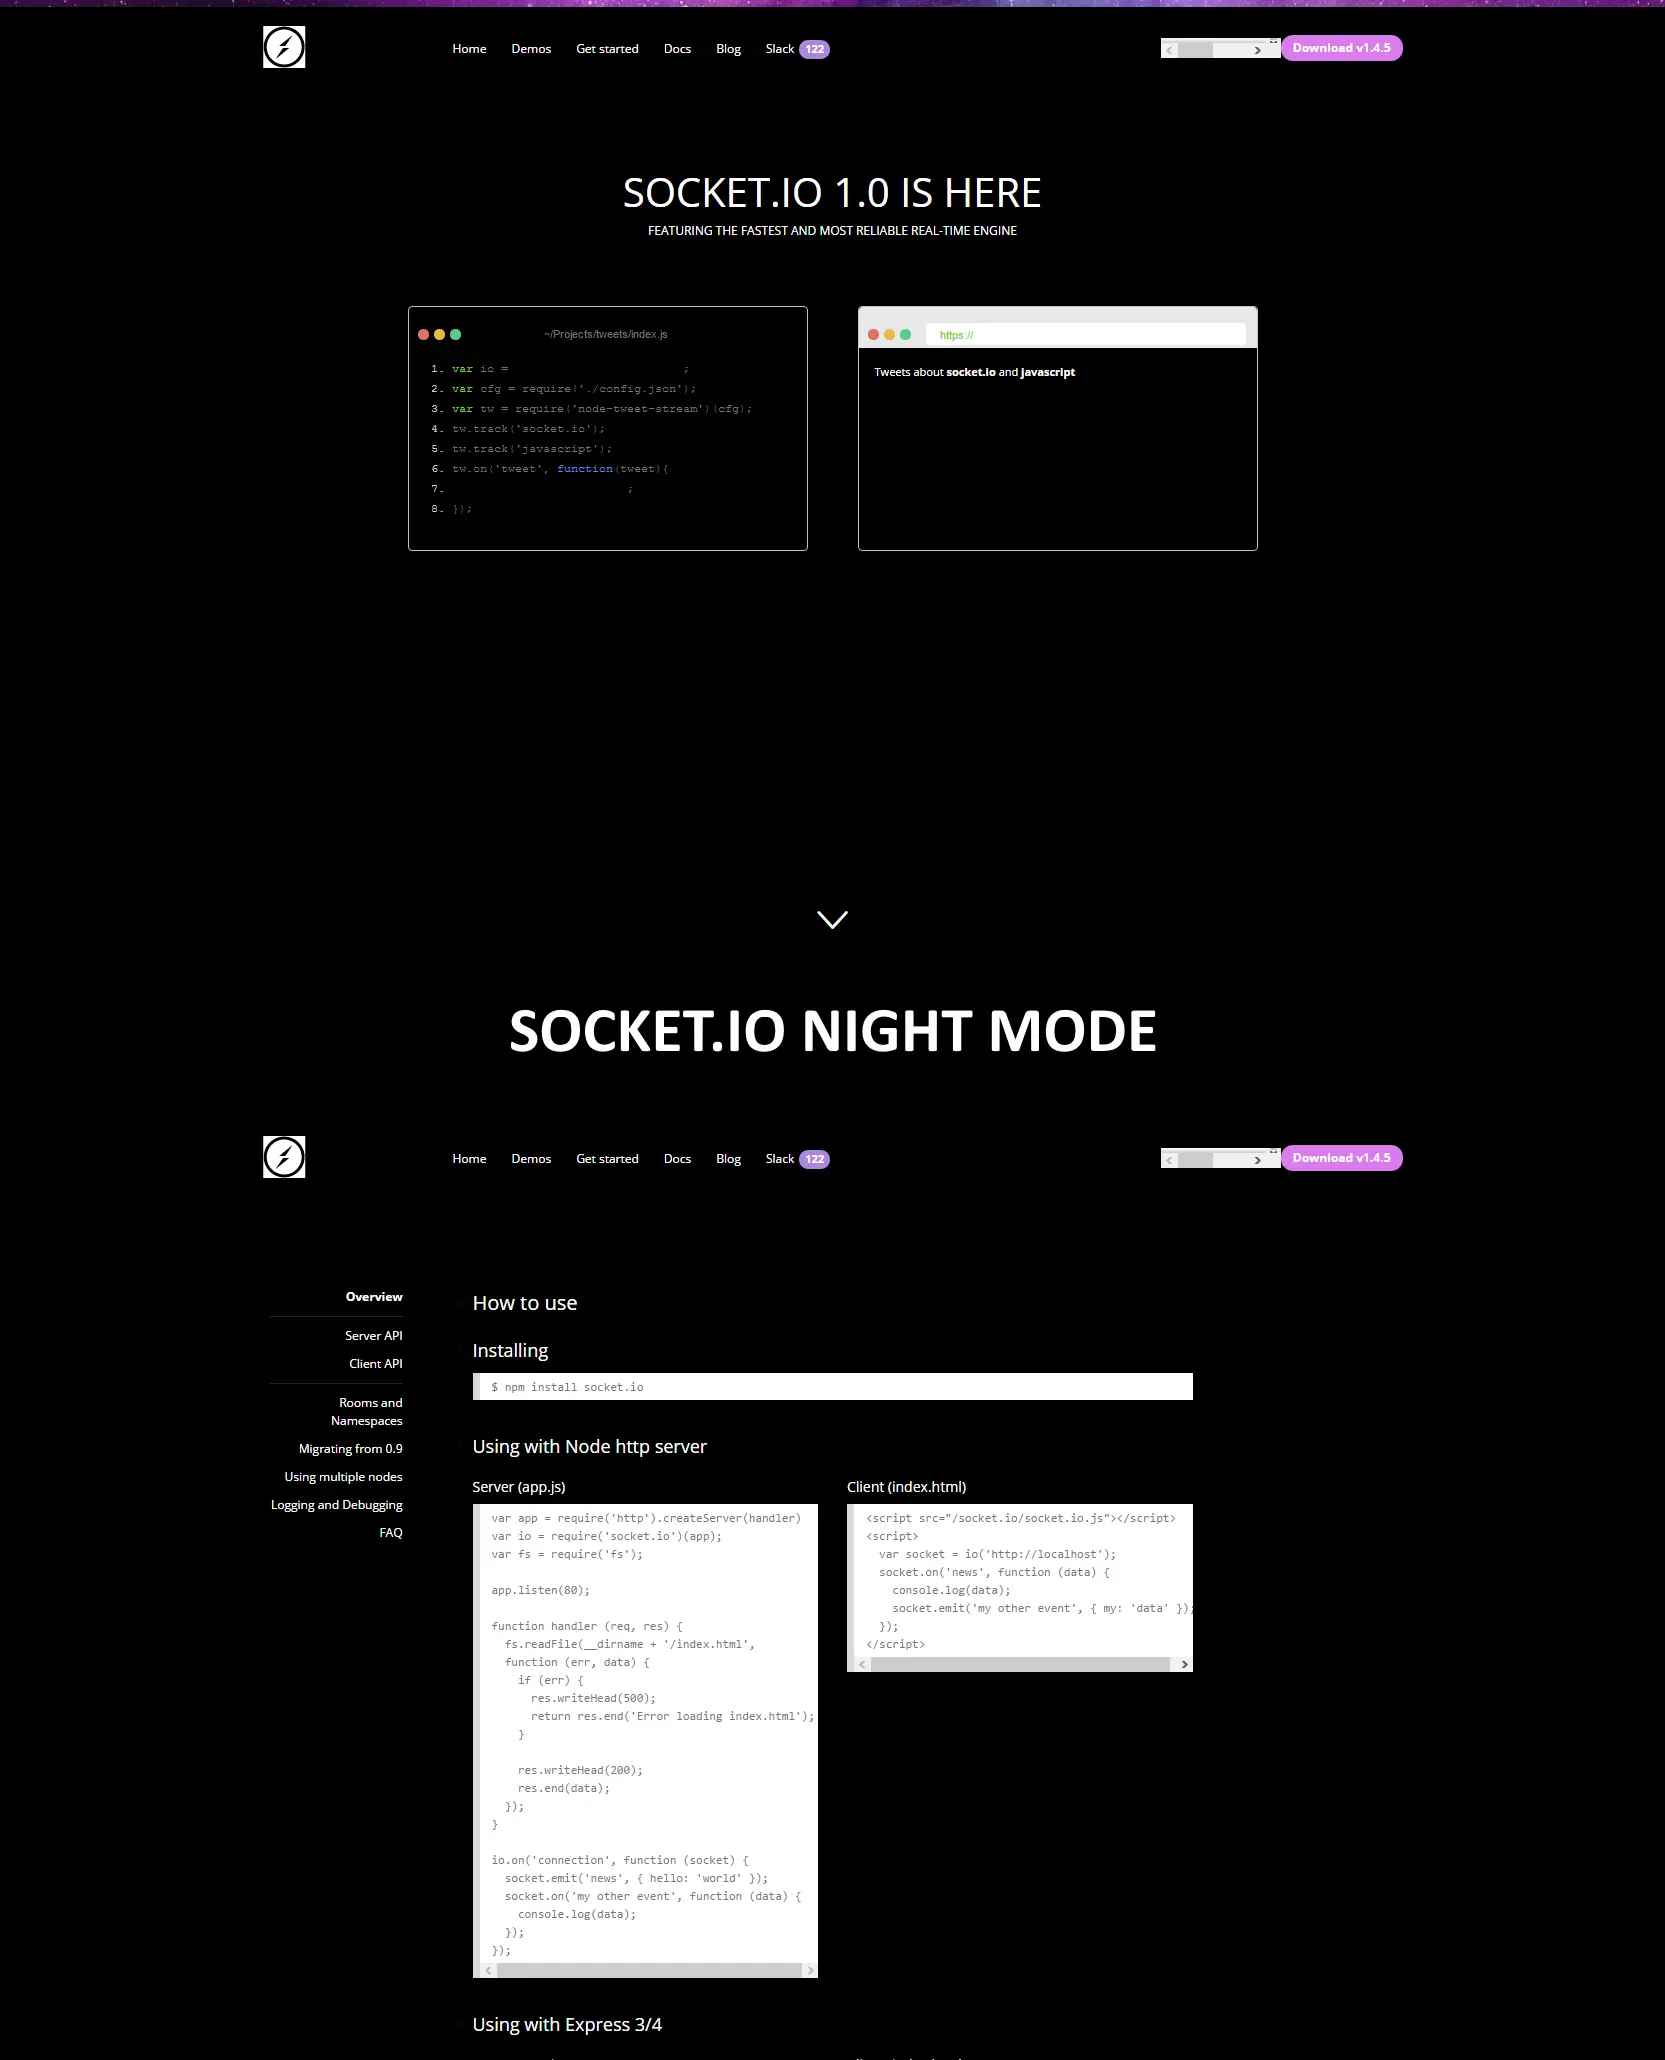 Home Demos Get started Docs Blog Slack 122 Download v1.4.5
SOCKET.IO 1.0 IS HERE
FEATURING THE FASTEST AND MOST RELIABLE REAL-TIME ENGINE
~/Projects/tweets/index.js
1. var io = ;
2. var cfg = require('./config.json');
3. var tw = require('node-tweet-stream')(cfg);
4. tw.track('socket.io');
5. tw.track('javascript');
6. tw.on('tweet', function(tweet){
7. ;
8. });
https://
Tweets about socket.io and javascript
SOCKET.IO NIGHT MODE
Home Demos Get started Docs Blog Slack 122 Download v1.4.5
Overview
Server API
Client API
Rooms and
Namespaces
Migrating from 0.9
Using multiple nodes
Logging and Debugging
FAQ
How to use
Installing
$ npm install socket.io
Using with Node http server
Server (app.js)
var app = require('http').createServer(handler)
var io = require('socket.io')(app);
var fs = require('fs');
app.listen(80);
function handler (req, res) {
fs.readFile(__dirname + '/index.html',
function (err, data) {
if (err) {
res.writeHead(500);
return res.end('Error loading index.html');
}
res.writeHead(200);
res.end(data);
});
}
io.on('connection', function (socket) {
socket.emit('news', { hello: 'world' });
socket.on('my other event', function (data) {
console.log(data);
});
});
Client (index.html)
<script src="/socket.io/socket.io.js"></script>
<script>
var socket = io('http://localhost');
socket.on('news', function (data) {
console.log(data);
socket.emit('my other event', { my: 'data' });
});
</script>
Using with Express 3/4